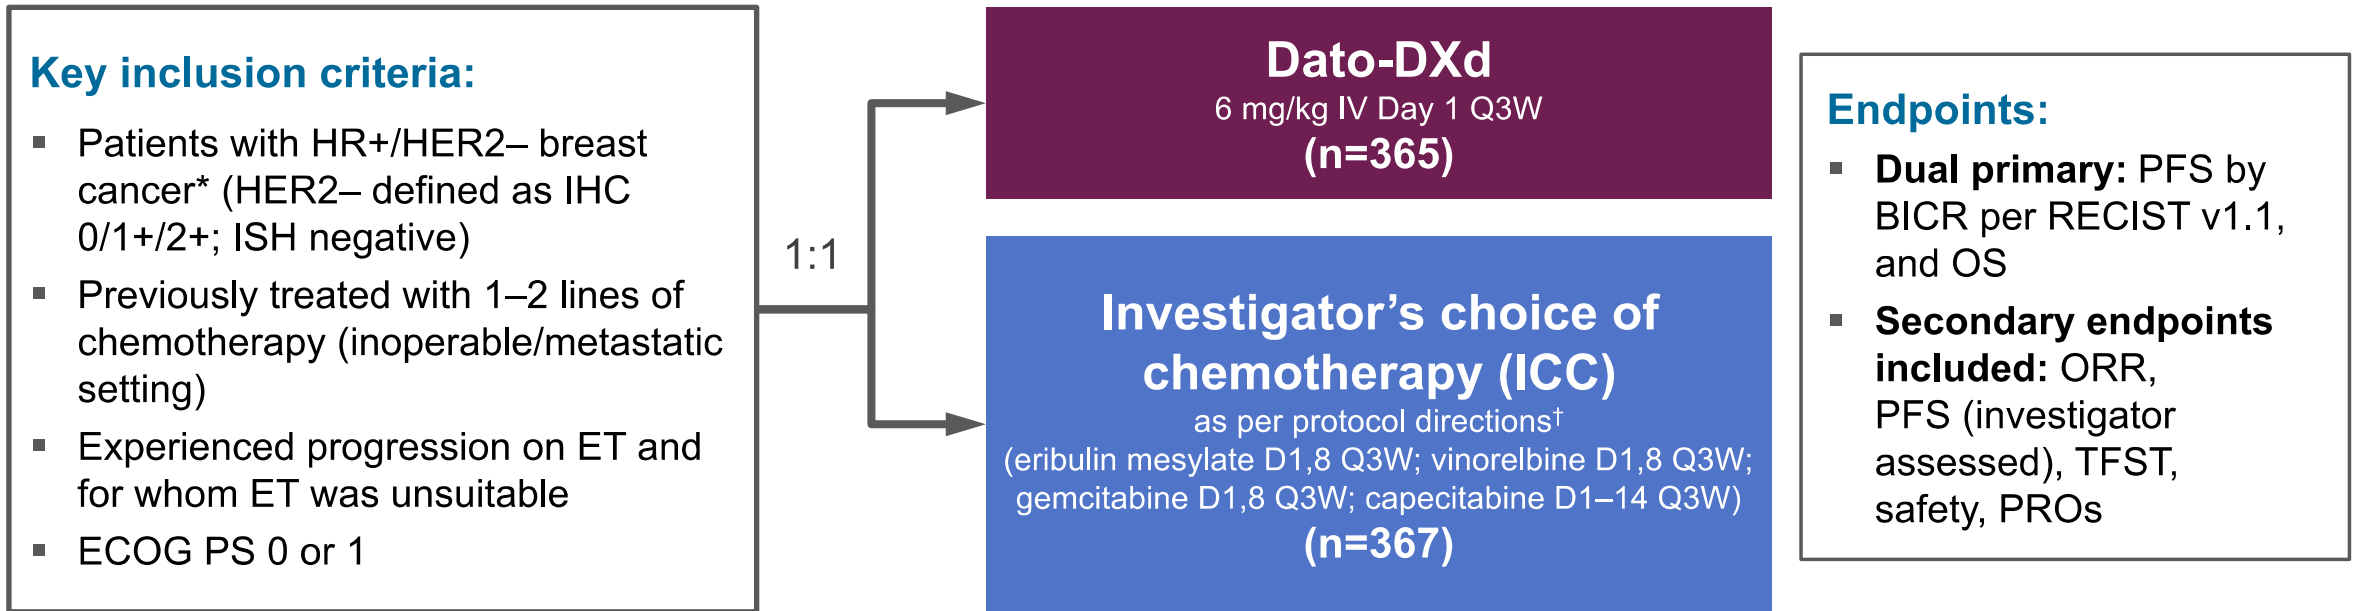 Key inclusion criteria:
▪ Patients with HR+/HER2– breast
cancer* (HER2– defined as IHC
0/1+/2+; ISH negative)
▪ Previously treated with 1–2 lines of
chemotherapy (inoperable/metastatic
setting)
▪ Experienced progression on ET and
for whom ET was unsuitable
▪ ECOG PS 0 or 1
1:1
Dato-DXd
6 mg/kg IV Day 1 Q3W
(n=365)
Investigator’s choice of
chemotherapy (ICC)
as per protocol directions†
(eribulin mesylate D1,8 Q3W; vinorelbine D1,8 Q3W;
gemcitabine D1,8 Q3W; capecitabine D1–14 Q3W)
(n=367)
Endpoints:
▪ Dual primary: PFS by
BICR per RECIST v1.1,
and OS
▪ Secondary endpoints
included: ORR,
PFS (investigator
assessed), TFST,
safety, PROs